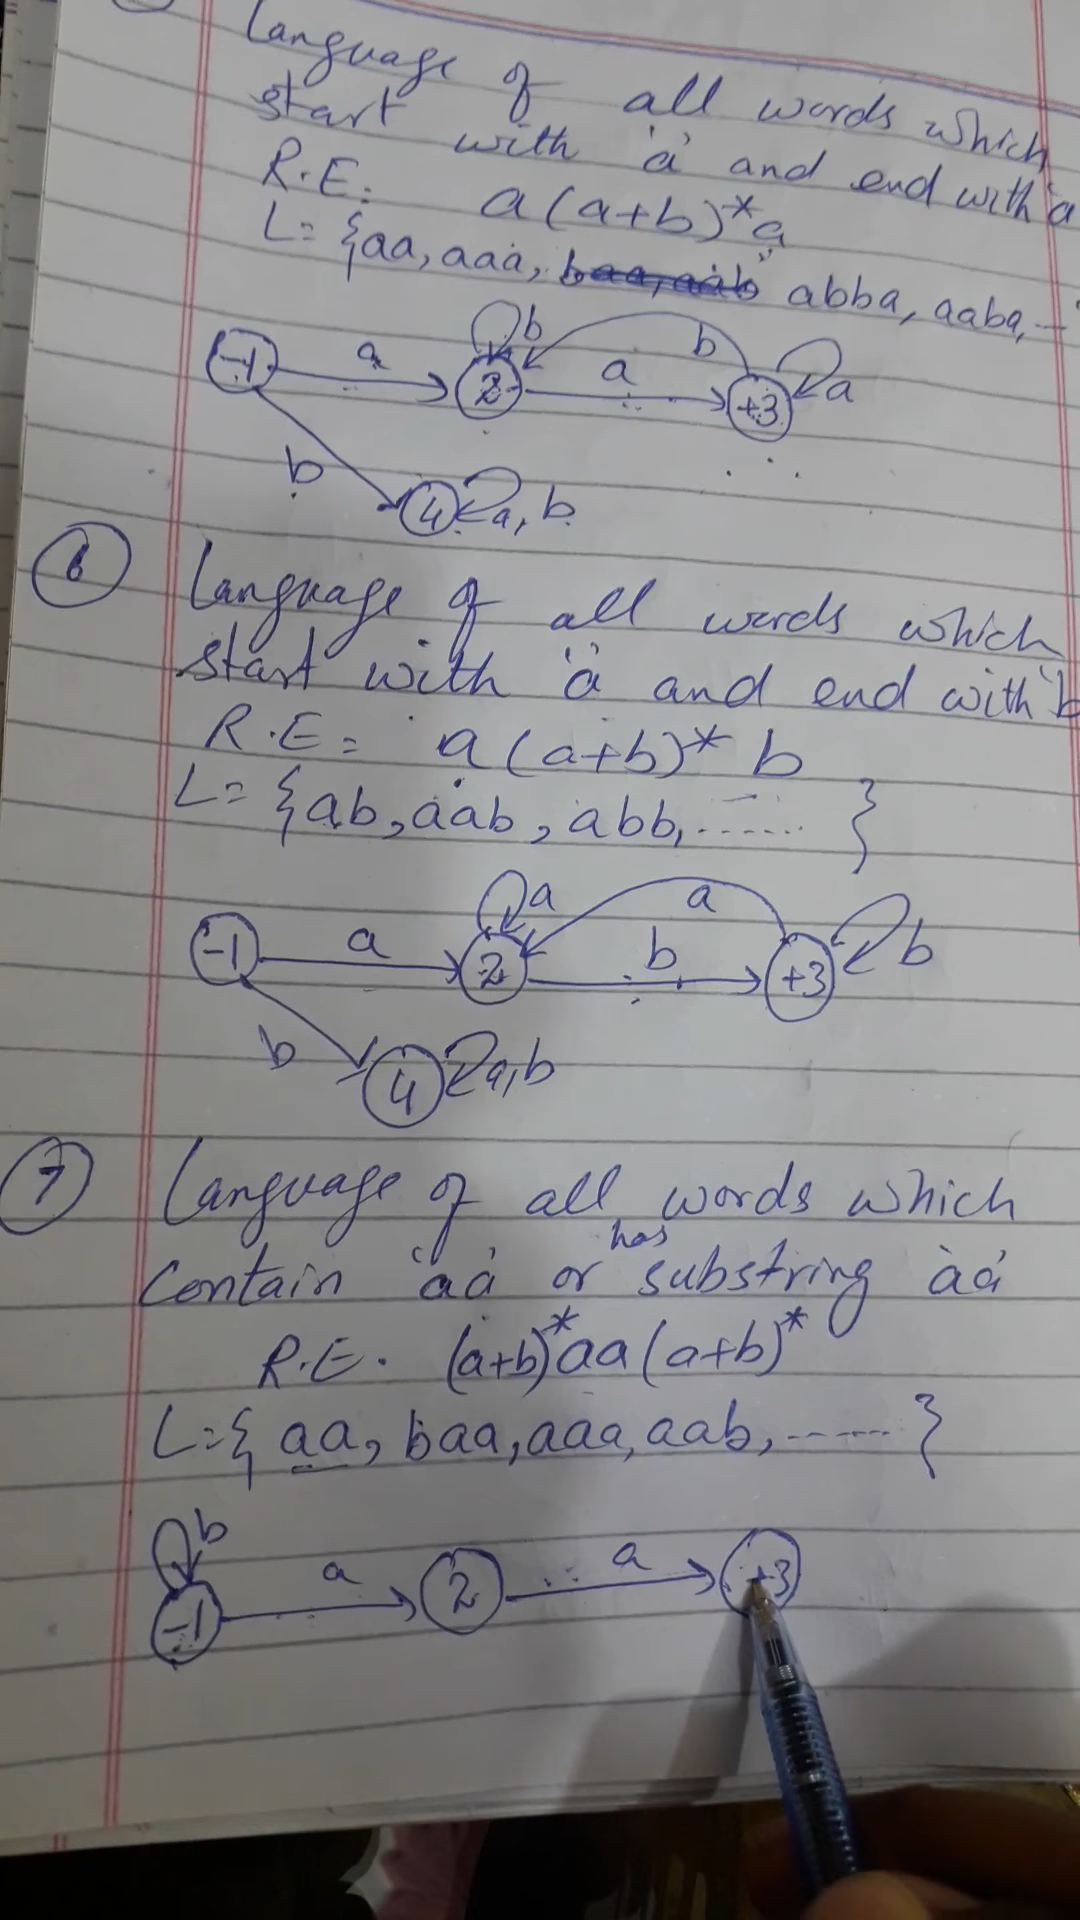 Language of all words which
start with 'a' and end with 'a
R.E. a(a+b)*a
L= {aa, aaa, baa, aab abba, aaba, --
-1 a 2 b a b +3 a
b 4 a, b
6 Language of all words which
start with 'a' and end with 'b
R.E = a(a+b)* b
L= {ab, aab, abb, ...... }
-1 a 2 a b a +3 b
b 4 a, b
7 Language of all words which
has
contain 'aa' or substring 'aa'
R.E. (a+b)*aa(a+b)*
L={ aa, baa, aaa, aab, ------ }
b
-1 a 2 a +3